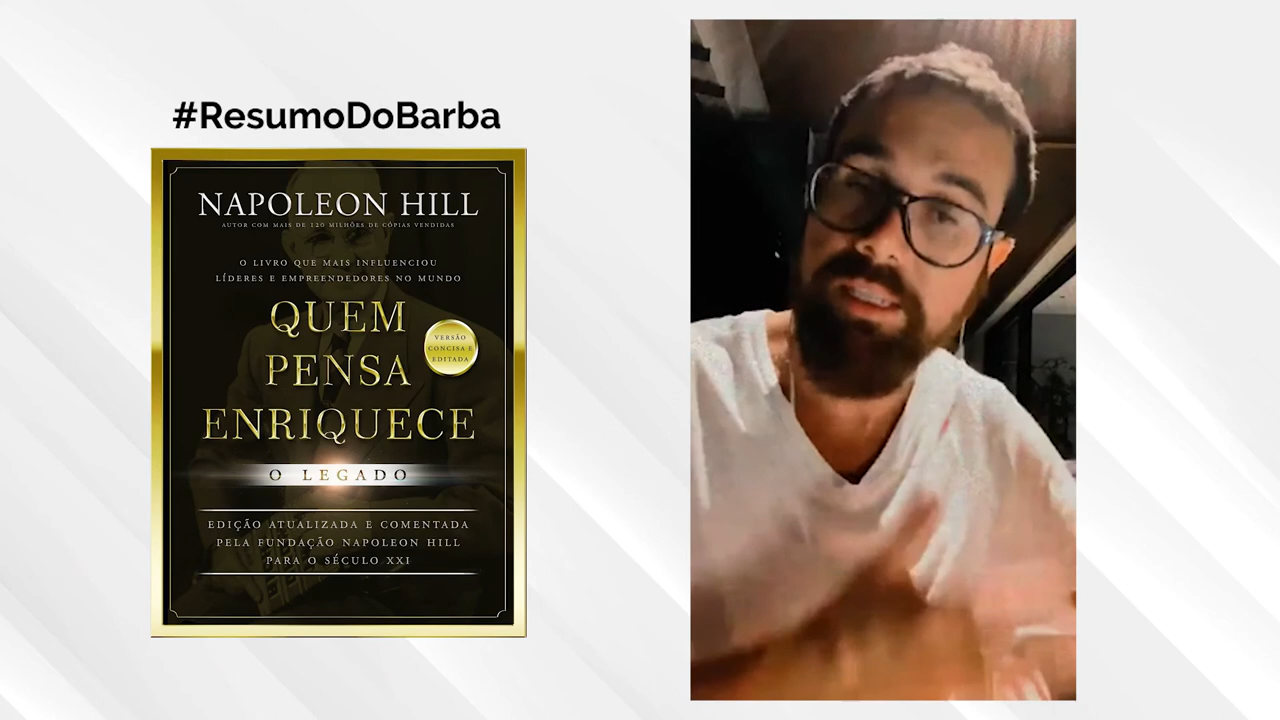 #ResumoDoBarba
NAPOLEON HILL
AUTOR COM MAIS DE 120 MILHÕES DE CÓPIAS VENDIDAS
O LIVRO QUE MAIS INFLUENCIOU
LÍDERES E EMPREENDEDORES NO MUNDO
QUEM
PENSA
ENRIQUECE
VERSÃO
CONCISA E
EDITADA
O LEGADO
EDIÇÃO ATUALIZADA E COMENTADA
PELA FUNDAÇÃO NAPOLEON HILL
PARA O SÉCULO XXI